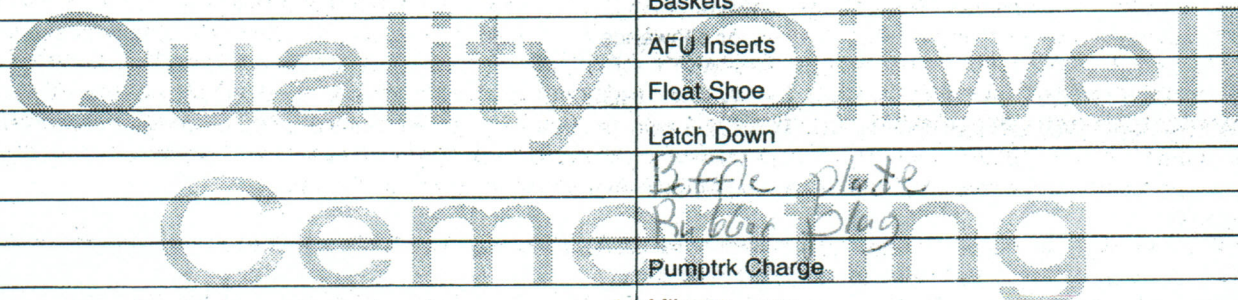 Baskets
AFU Inserts
Float Shoe
Latch Down
Baffle plate
Rubber plug
Pumptrk Charge
Quality Oilwell
Cementing